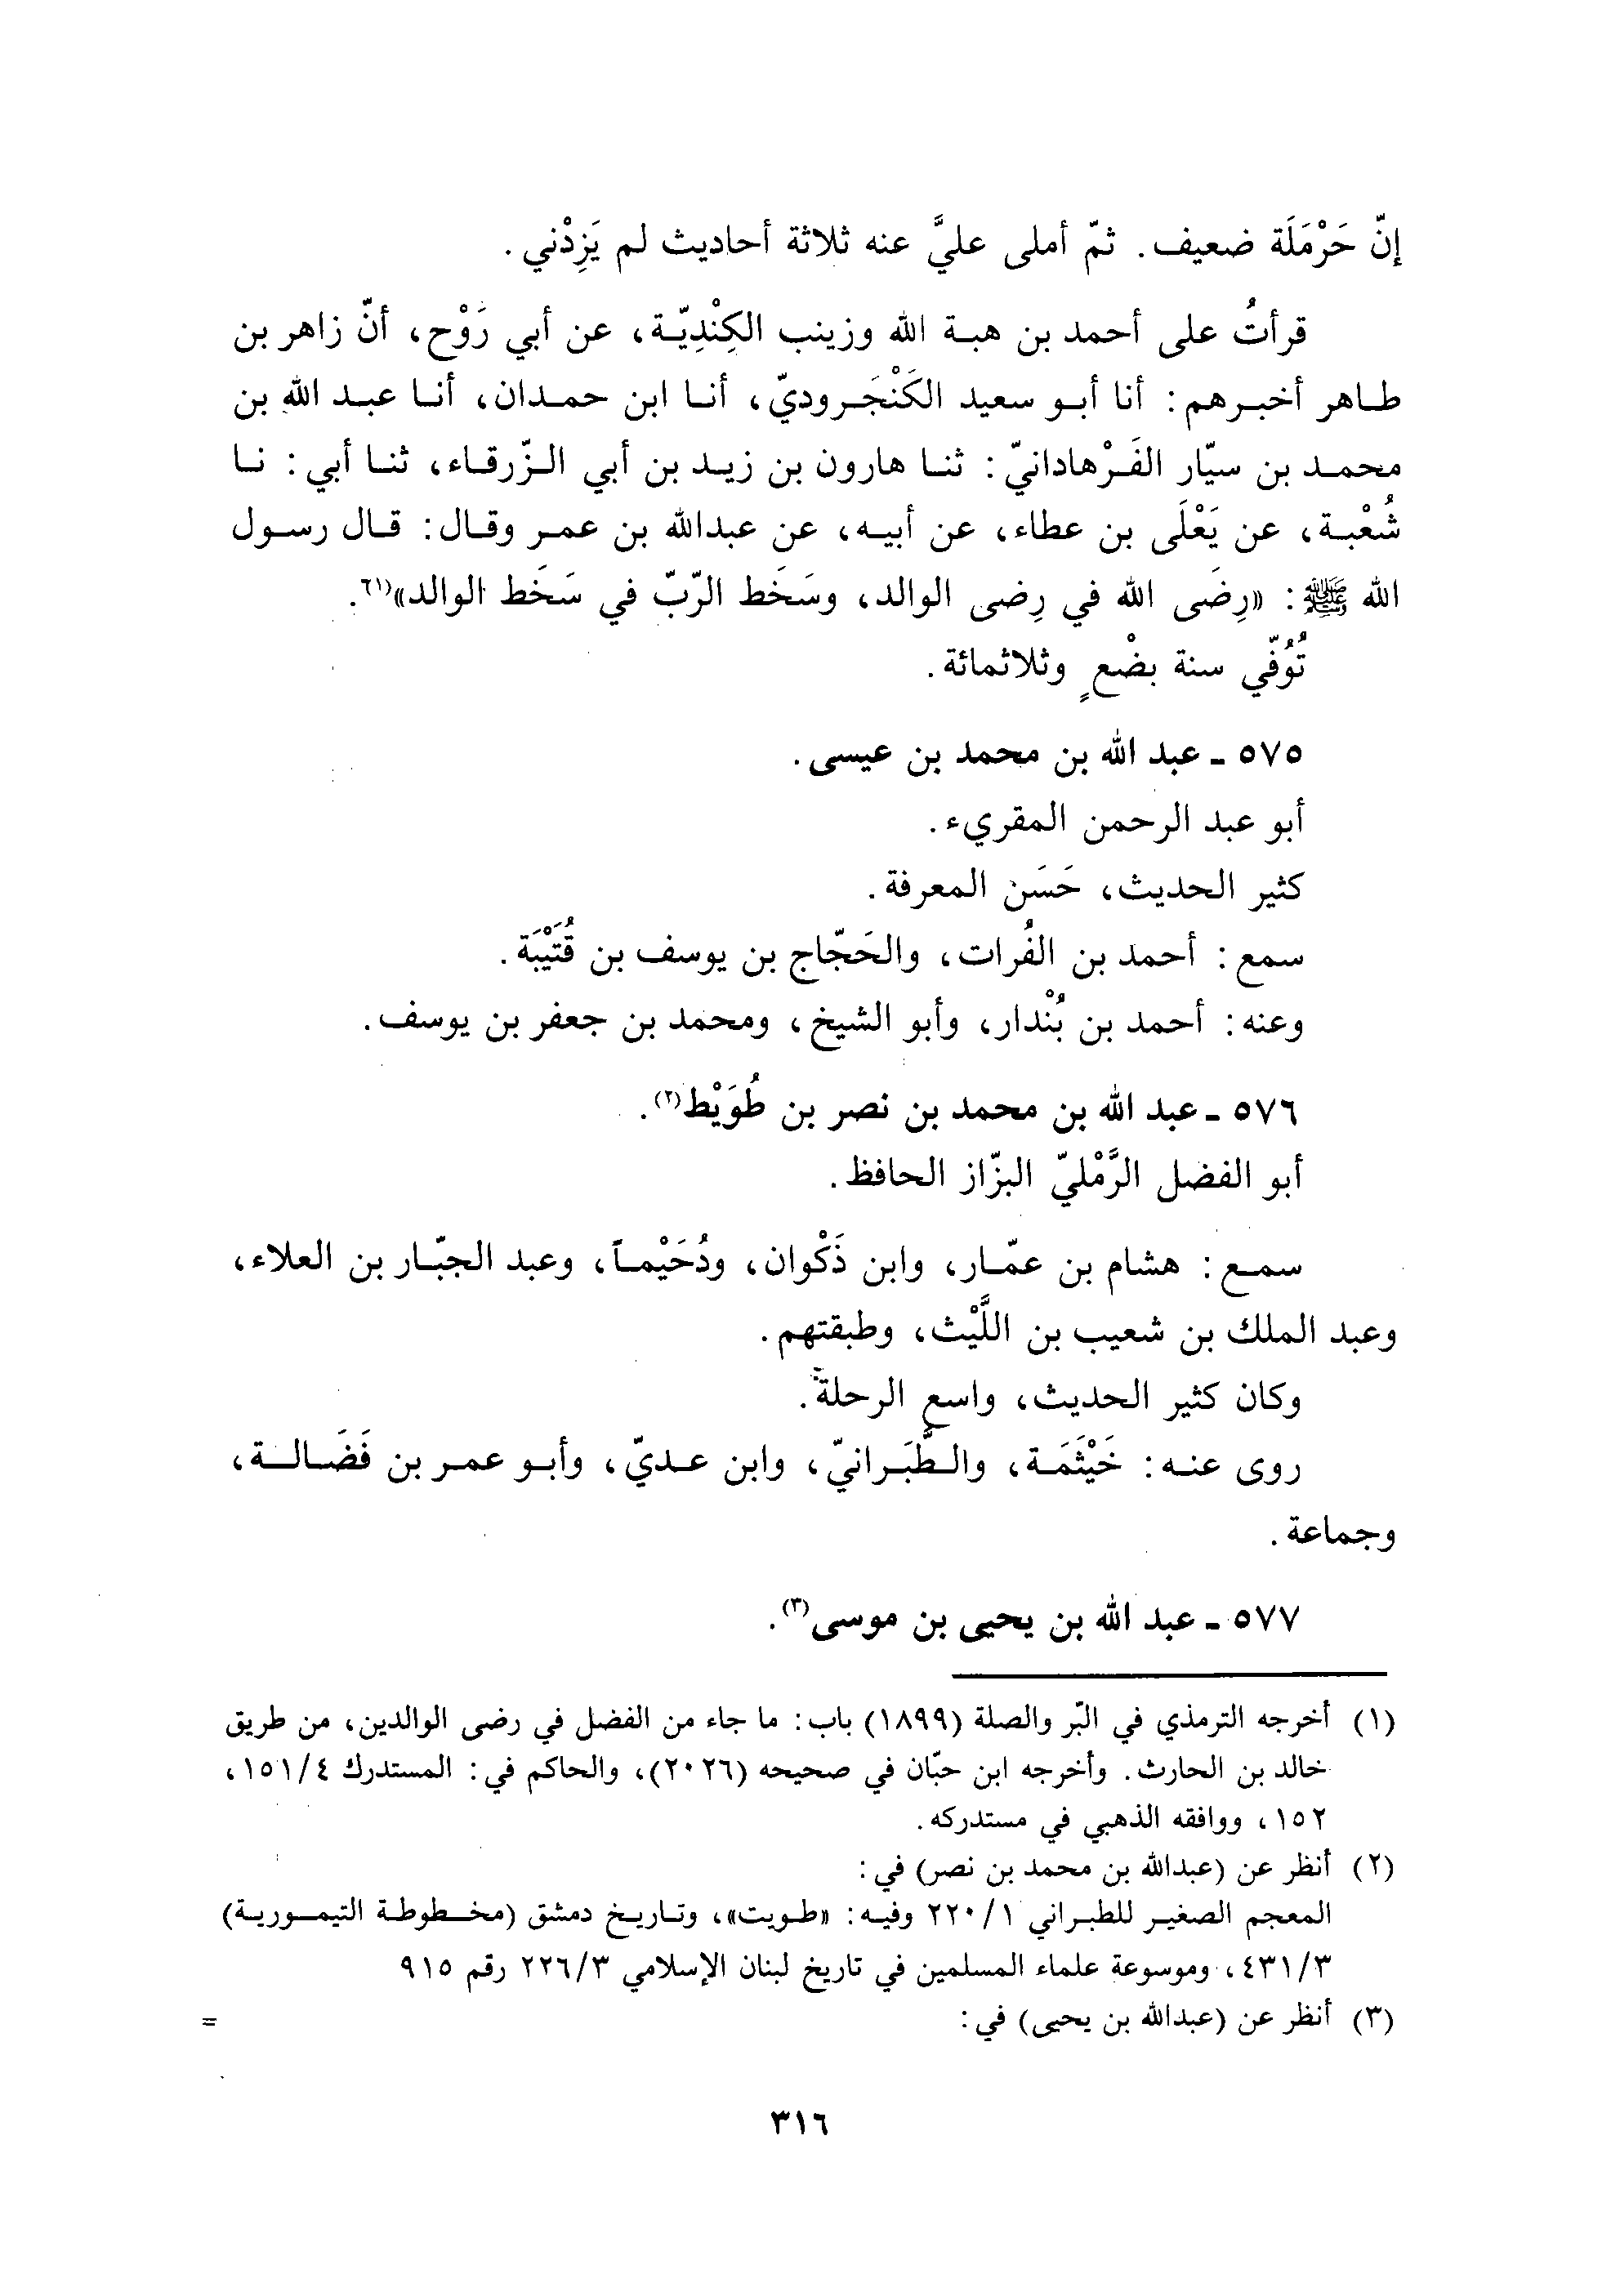 إنّ حَرْمَلَة ضعيف. ثمّ أملى عليَّ عنه ثلاثة أحاديث لم يَزِدْني.
قرأتُ على أحمد بن هبة الله وزينب الكِنْدِيّة، عن أبي رَوْح، أنّ زاهر بن
طاهر أخبرهم: أنا أبو سعيد الكَنْجَروديّ، أنا ابن حمدان، أنا عبد الله بن
محمد بن سيّار الفَرْهادانيّ: ثنا هارون بن زيد بن أبي الزّرقاء، ثنا أبي: نا
شُعْبة، عن يَعْلَى بن عطاء، عن أبيه، عن عبدالله بن عمر وقال: قال رسول
الله ﷺ: «رِضَى الله في رِضى الوالد، وسَخَط الرّبّ في سَخَط الوالد»(١).
تُوُفّي سنة بضْعٍ وثلاثمائة.
٥٧٥ ـ عبد الله بن محمد بن عيسى.
أبو عبد الرحمن المقريء.
كثير الحديث، حَسَن المعرفة.
سمع: أحمد بن الفُرات، والحَجّاج بن يوسف بن قُتَيْبَة.
وعنه: أحمد بن بُنْدار، وأبو الشيخ، ومحمد بن جعفر بن يوسف.
٥٧٦ ـ عبد الله بن محمد بن نصر بن طُوَيْط(٢).
أبو الفضل الرَّمْليّ البزّاز الحافظ.
سمع: هشام بن عمّار، وابن ذَكْوان، ودُحَيْماً، وعبد الجبّار بن العلاء،
وعبد الملك بن شعيب بن اللَّيْث، وطبقتهم.
وكان كثير الحديث، واسع الرحلة.
روى عنه: خَيْثَمَة، والطَّبَرانيّ، وابن عديّ، وأبو عمر بن فَضَالة،
وجماعة.
٥٧٧ ـ عبد الله بن يحيى بن موسى(٣).
(١) أخرجه الترمذي في البّر والصلة (١٨٩٩) باب: ما جاء من الفضل في رضى الوالدين، من طريق
خالد بن الحارث. وأخرجه ابن حبّان في صحيحه (٢٠٢٦)، والحاكم في: المستدرك ١٥١/٤،
١٥٢، ووافقه الذهبي في مستدركه.
(٢) أنظر عن (عبدالله بن محمد بن نصر) في:
المعجم الصغير للطبراني ٢٢٠/١ وفيه: «طويت»، وتاريخ دمشق (مخطوطة التيمورية)
٤٣١/٣، وموسوعة علماء المسلمين في تاريخ لبنان الإسلامي ٢٢٦/٣ رقم ٩١٥
(٣) أنظر عن (عبدالله بن يحيى) في: =
٣١٦